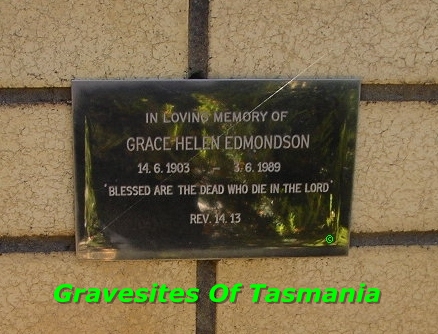 IN LOVING MEMORY OF
GRACE HELEN EDMONDSON
14.6.1903 - 3.6.1989
"BLESSED ARE THE DEAD WHO DIE IN THE LORD"
REV. 14.13
©
Gravesites Of Tasmania